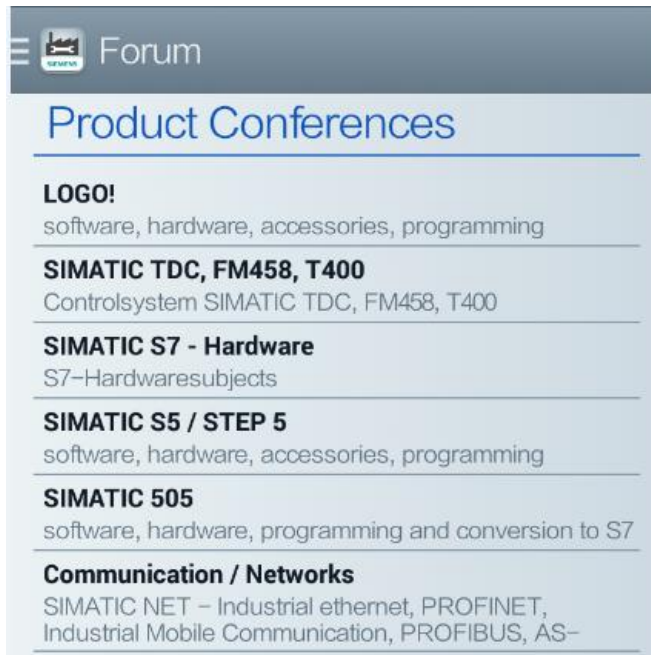 SIEMENS
Forum
Product Conferences
LOGO!
software, hardware, accessories, programming
SIMATIC TDC, FM458, T400
Controlsystem SIMATIC TDC, FM458, T400
SIMATIC S7 - Hardware
S7-Hardwaresubjects
SIMATIC S5 / STEP 5
software, hardware, accessories, programming
SIMATIC 505
software, hardware, programming and conversion to S7
Communication / Networks
SIMATIC NET - Industrial ethernet, PROFINET,
Industrial Mobile Communication, PROFIBUS, AS-